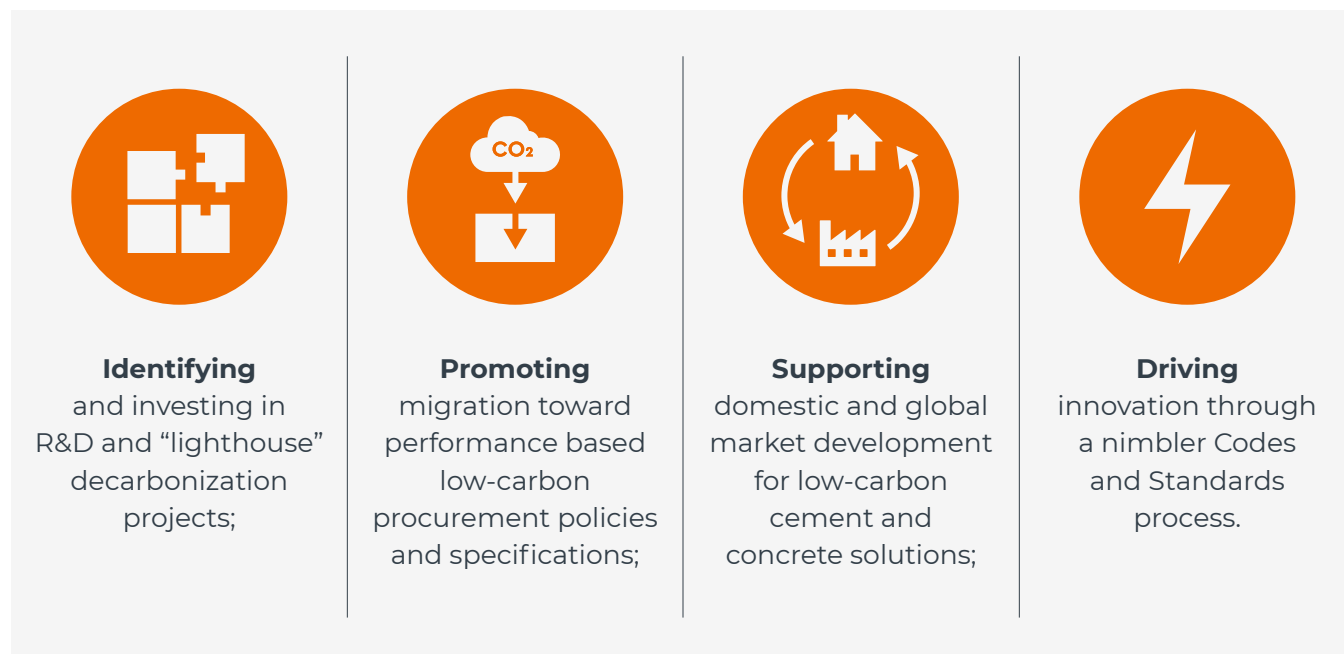 CO₂
Identifying
and investing in
R&D and “lighthouse”
decarbonization
projects;
Promoting
migration toward
performance based
low-carbon
procurement policies
and specifications;
Supporting
domestic and global
market development
for low-carbon
cement and
concrete solutions;
Driving
innovation through
a nimbler Codes
and Standards
process.